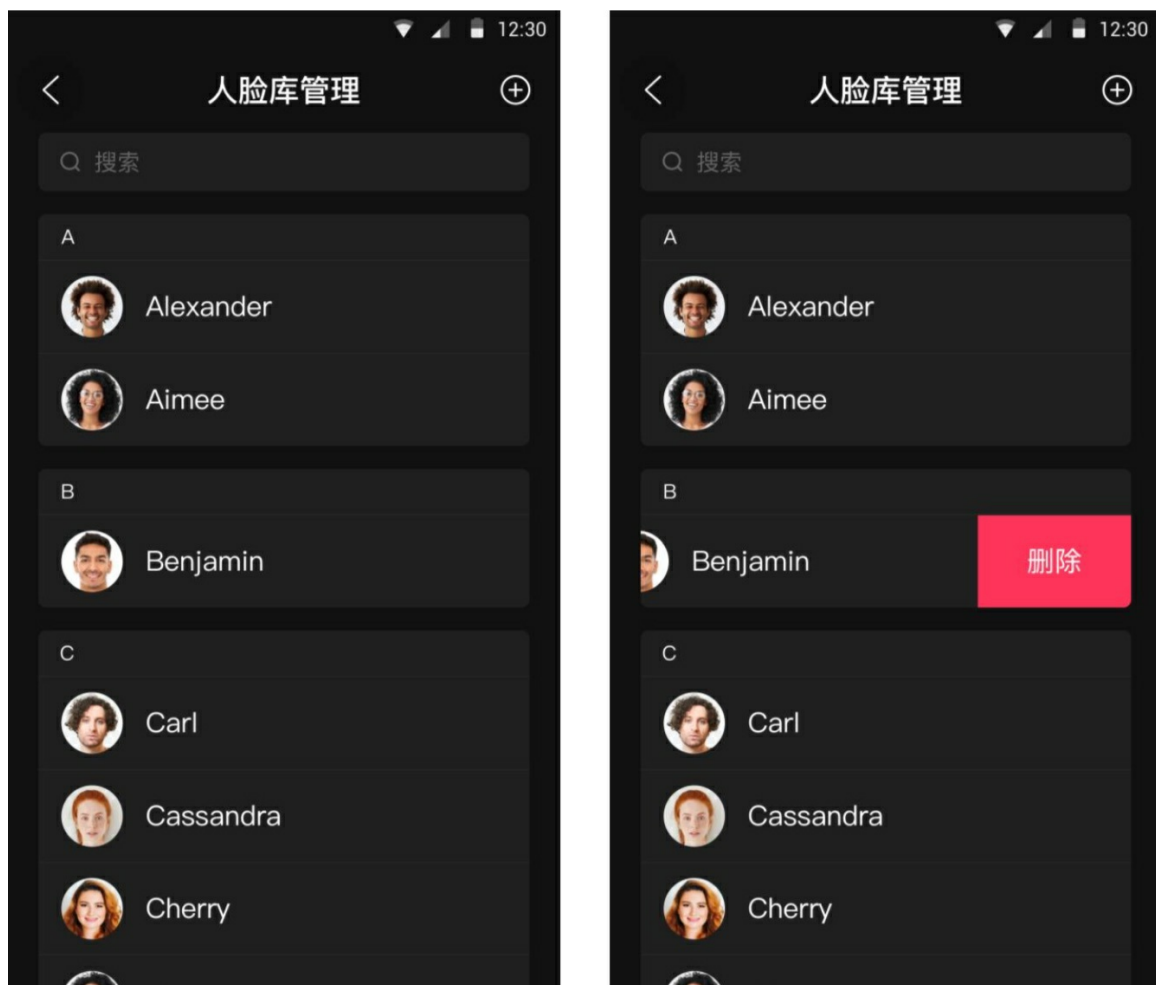 12:30
人脸库管理
搜索
A
Alexander
Aimee
B
Benjamin
C
Carl
Cassandra
Cherry
12:30
人脸库管理
搜索
A
Alexander
Aimee
B
Benjamin
删除
C
Carl
Cassandra
Cherry